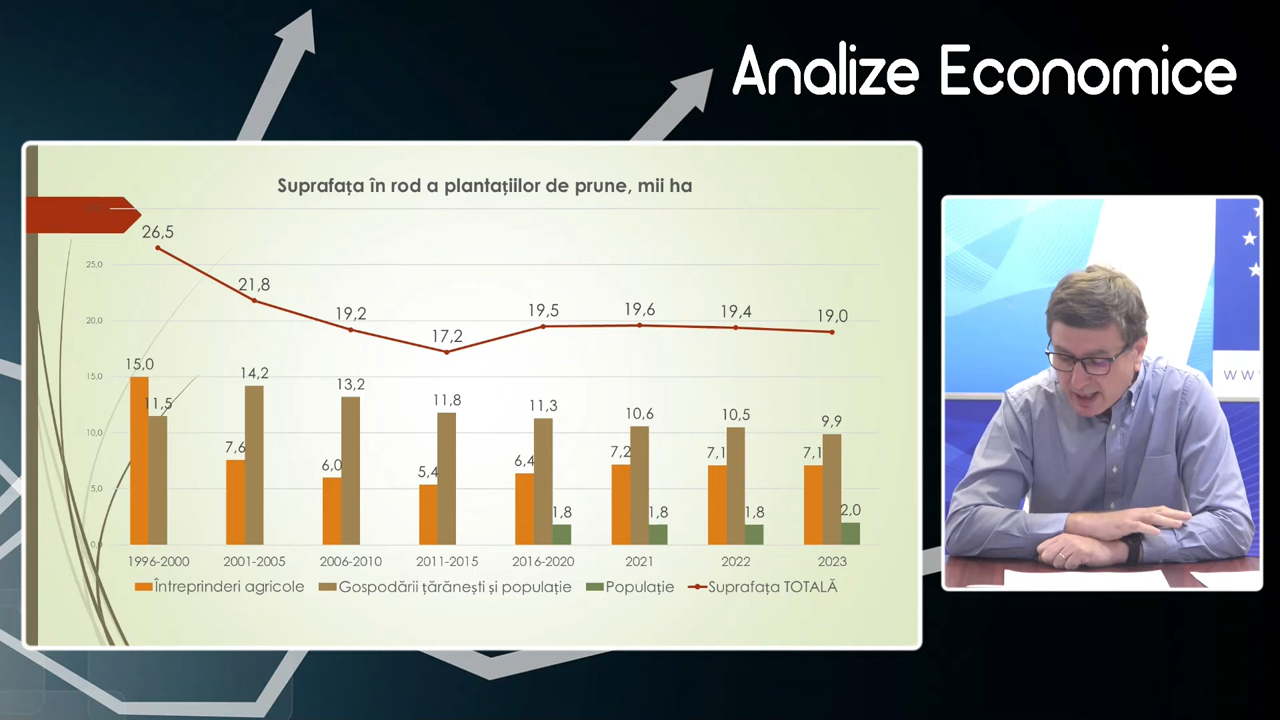 Analize Economice
Suprafața în rod a plantațiilor de prune, mii ha
26,5 21,8 19,2 17,2 19,5 19,6 19,4 19,0
25,0
20,0
15,0
10,0
5,0
0,0
15,0 11,5 7,6 14,2 6,0 13,2 5,4 11,8 6,4 11,3 1,8 7,2 10,6 1,8 7,1 10,5 1,8 7,1 9,9 2,0
1996-2000 2001-2005 2006-2010 2011-2015 2016-2020 2021 2022 2023
Întreprinderi agricole Gospodării țărănești și populație Populație Suprafața TOTALĂ
WW